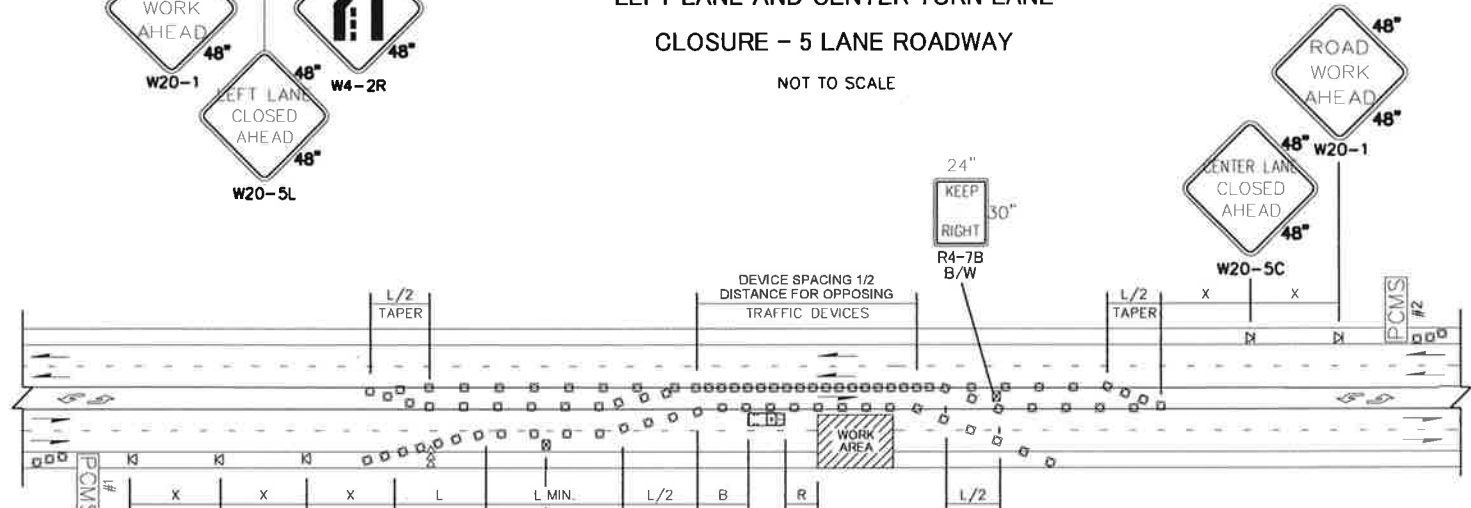 LEFT LANE AND CENTER TURN LANE
CLOSURE - 5 LANE ROADWAY
NOT TO SCALE
WORK
AHEAD
48"
W20-1
48"
LEFT LANE
CLOSED
AHEAD
48"
W20-5L
48"
W4-2R
48"
ROAD
WORK
AHEAD
48"
W20-1
48"
CENTER LANE
CLOSED
AHEAD
48"
W20-5C
24"
KEEP
RIGHT
30"
R4-7B
B/W
L/2
TAPER
DEVICE SPACING 1/2
DISTANCE FOR OPPOSING
TRAFFIC DEVICES
L/2
TAPER
X
X
PCMS
#2
WORK
AREA
PCMS
#1
X
X
X
L
L MIN.
L/2
B
R
L/2